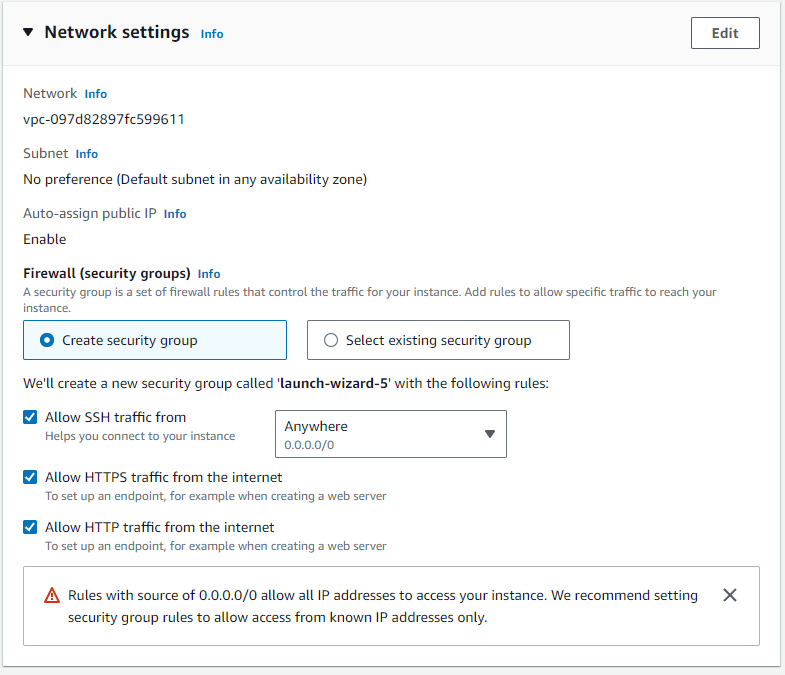 Network settings Info
Edit
Network Info
vpc-097d82897fc599611
Subnet Info
No preference (Default subnet in any availability zone)
Auto-assign public IP Info
Enable
Firewall (security groups) Info
A security group is a set of firewall rules that control the traffic for your instance. Add rules to allow specific traffic to reach your
instance.
Create security group
Select existing security group
We'll create a new security group called 'launch-wizard-5' with the following rules:
Allow SSH traffic from
Helps you connect to your instance
Anywhere
0.0.0.0/0
Allow HTTPS traffic from the internet
To set up an endpoint, for example when creating a web server
Allow HTTP traffic from the internet
To set up an endpoint, for example when creating a web server
Rules with source of 0.0.0.0/0 allow all IP addresses to access your instance. We recommend setting
security group rules to allow access from known IP addresses only.